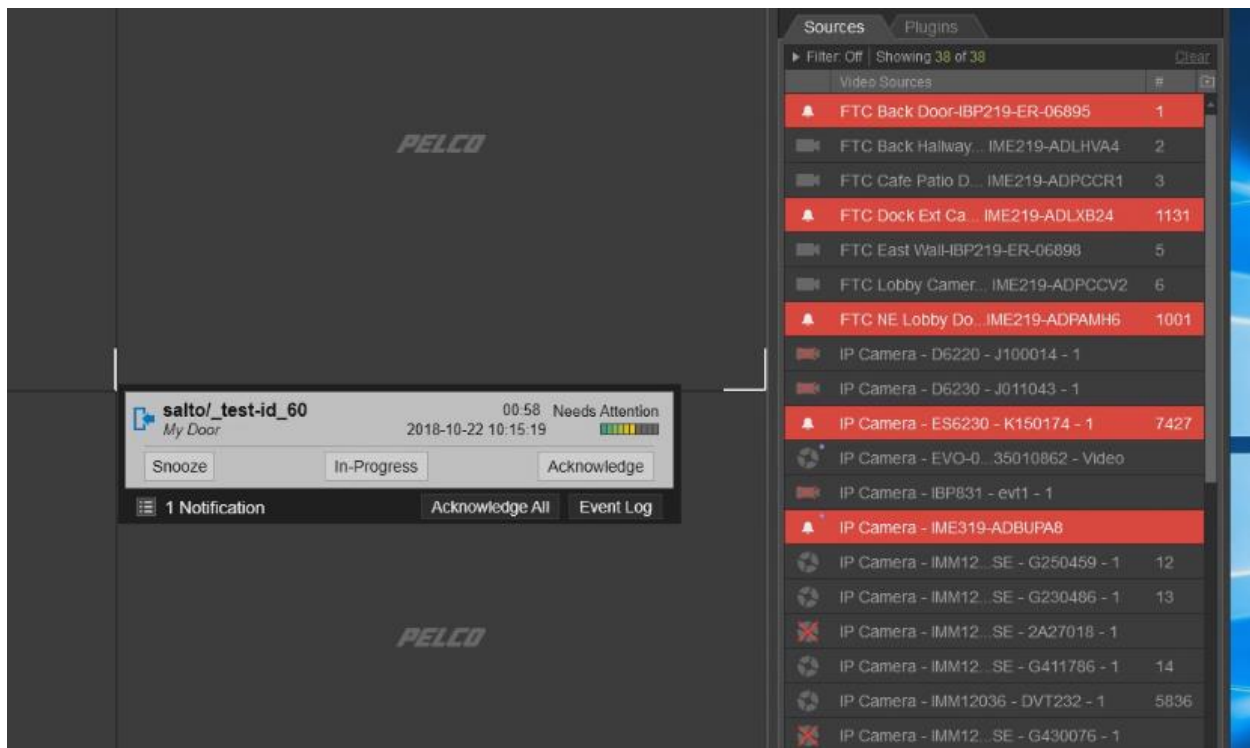 Sources Plugins
Filter: Off Showing 38 of 38 Clear
Video Sources #
FTC Back Door-IBP219-ER-06895 1
PELCO
FTC Back Hallway... IME219-ADLHVA4 2
FTC Cafe Patio D... IME219-ADPCCR1 3
FTC Dock Ext Ca... IME219-ADLXB24 1131
FTC East Wall-IBP219-ER-06898 5
FTC Lobby Camer... IME219-ADPCCV2 6
FTC NE Lobby Do...IME219-ADPAMH6 1001
IP Camera - D6220 - J100014 - 1
IP Camera - D6230 - J011043 - 1
salto/_test-id_60 00:58 Needs Attention
My Door 2018-10-22 10:15:19
IP Camera - ES6230 - K150174 - 1 7427
Snooze In-Progress Acknowledge
IP Camera - EVO-0...35010862 - Video
IP Camera - IBP831 - evt1 - 1
1 Notification Acknowledge All Event Log
IP Camera - IME319-ADBUPA8
IP Camera - IMM12...SE - G250459 - 1 12
IP Camera - IMM12...SE - G230486 - 1 13
PELCO
IP Camera - IMM12...SE - 2A27018 - 1
IP Camera - IMM12...SE - G411786 - 1 14
IP Camera - IMM12036 - DVT232 - 1 5836
IP Camera - IMM12...SE - G430076 - 1